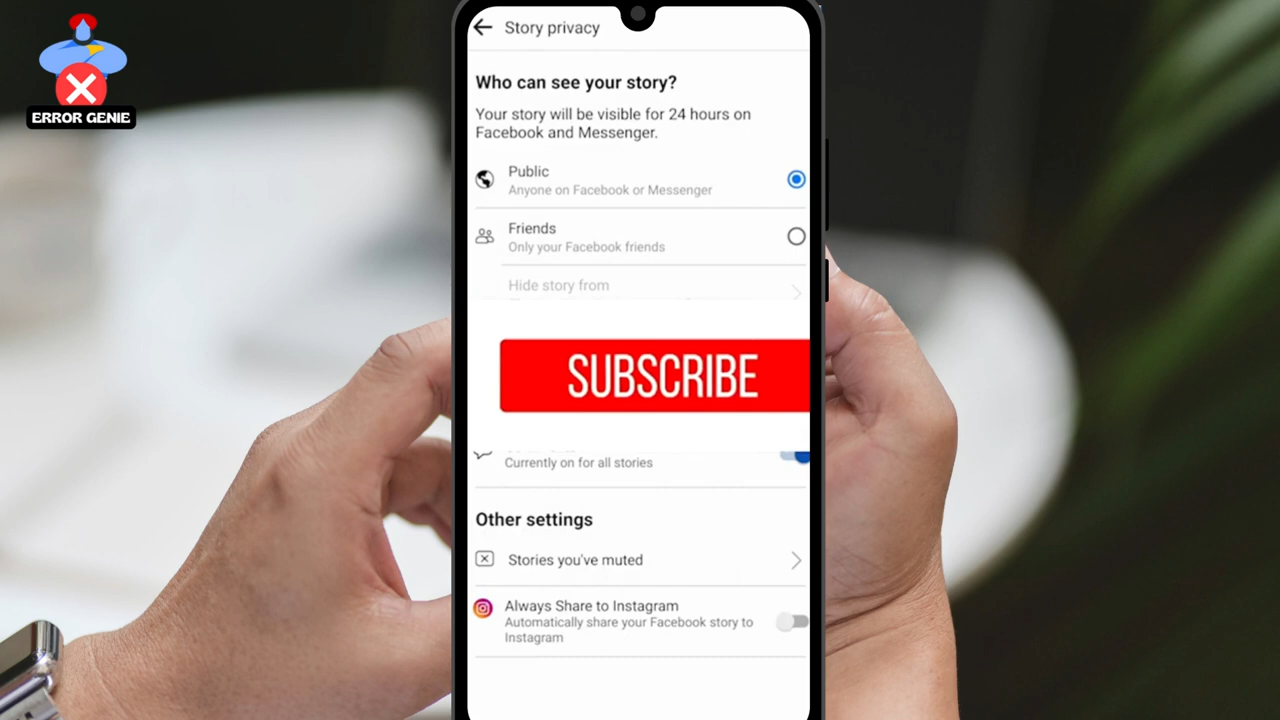 ERROR GENIE
Story privacy
Who can see your story?
Your story will be visible for 24 hours on
Facebook and Messenger.
Public
Anyone on Facebook or Messenger
Friends
Only your Facebook friends
Hide story from
SUBSCRIBE
Currently on for all stories
Other settings
Stories you've muted
Always Share to Instagram
Automatically share your Facebook story to
Instagram